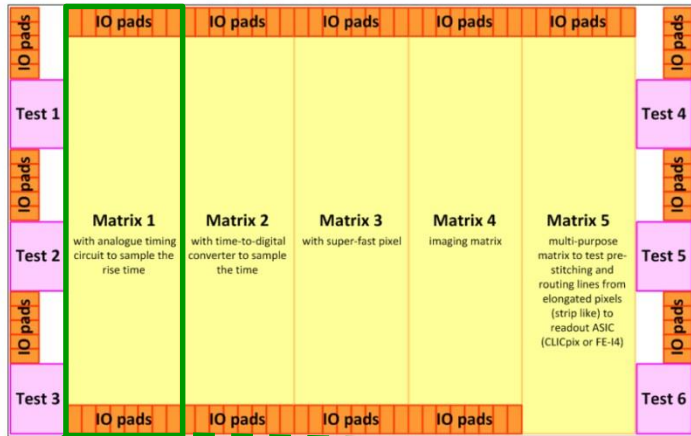 IO pads
IO pads
IO pads
IO pads
IO pads
IO pads
IO pads
Test 1
Test 4
IO pads
IO pads
Matrix 1
with analogue timing
circuit to sample the
rise time
Matrix 2
with time-to-digital
converter to sample
the time
Matrix 3
with super-fast pixel
Matrix 4
imaging matrix
Matrix 5
multi-purpose
matrix to test pre-
stitching and
routing lines from
elongated pixels
(strip like) to
readout ASIC
(CLICpix or FE-I4)
Test 2
Test 5
IO pads
IO pads
Test 3
Test 6
IO pads
IO pads
IO pads
IO pads